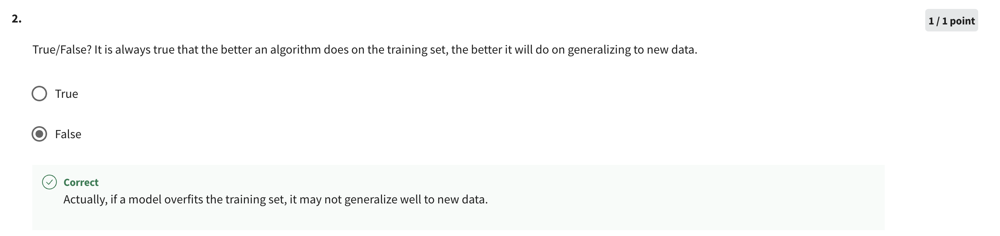 2.
1 / 1 point
True/False? It is always true that the better an algorithm does on the training set, the better it will do on generalizing to new data.
True
False
Correct
Actually, if a model overfits the training set, it may not generalize well to new data.